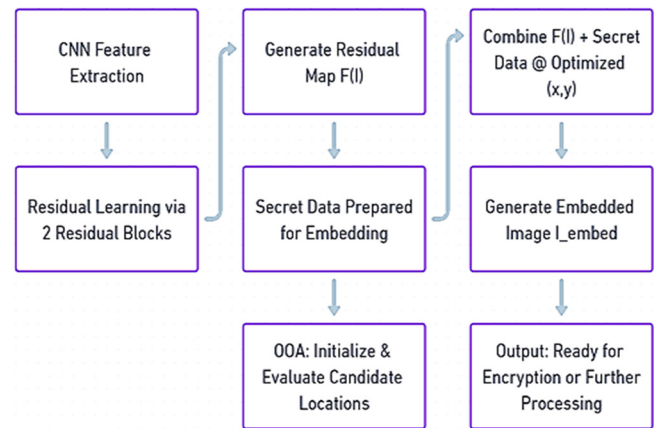 CNN Feature
Extraction
Residual Learning via
2 Residual Blocks
Generate Residual
Map F(I)
Secret Data Prepared
for Embedding
OOA: Initialize &
Evaluate Candidate
Locations
Combine F(I) + Secret
Data @ Optimized
(x,y)
Generate Embedded
Image I_embed
Output: Ready for
Encryption or Further
Processing